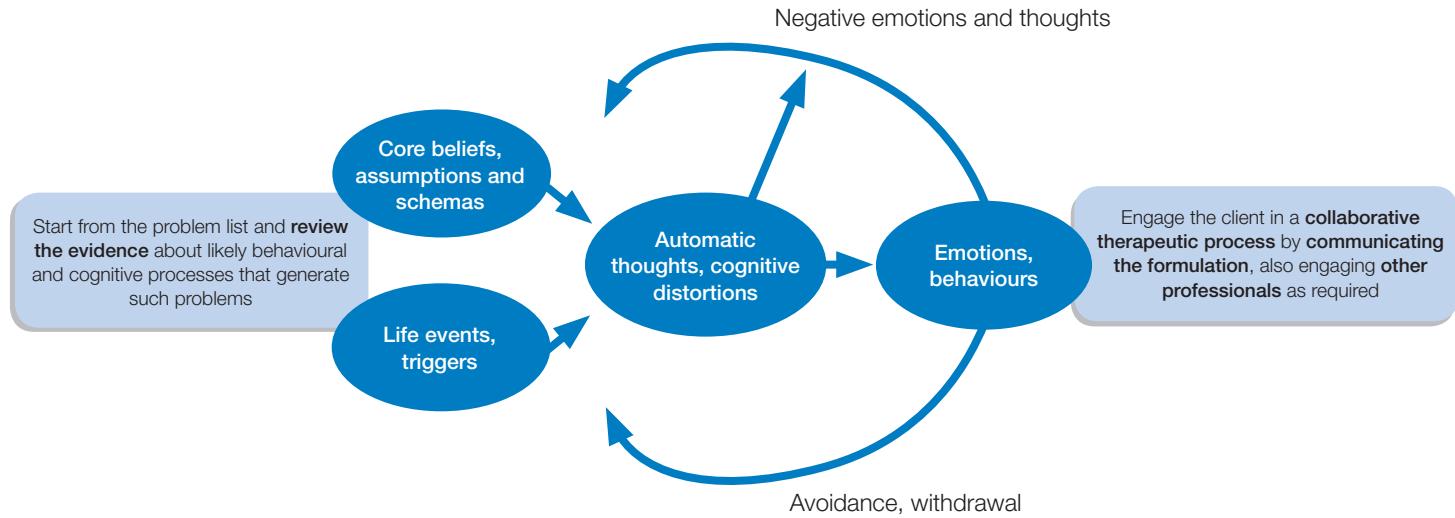 Negative emotions and thoughts
Core beliefs,
assumptions and
schemas
Start from the problem list and review
the evidence about likely behavioural
and cognitive processes that generate
such problems
Life events,
triggers
Automatic
thoughts, cognitive
distortions
Emotions,
behaviours
Engage the client in a collaborative
therapeutic process by communicating
the formulation, also engaging other
professionals as required
Avoidance, withdrawal